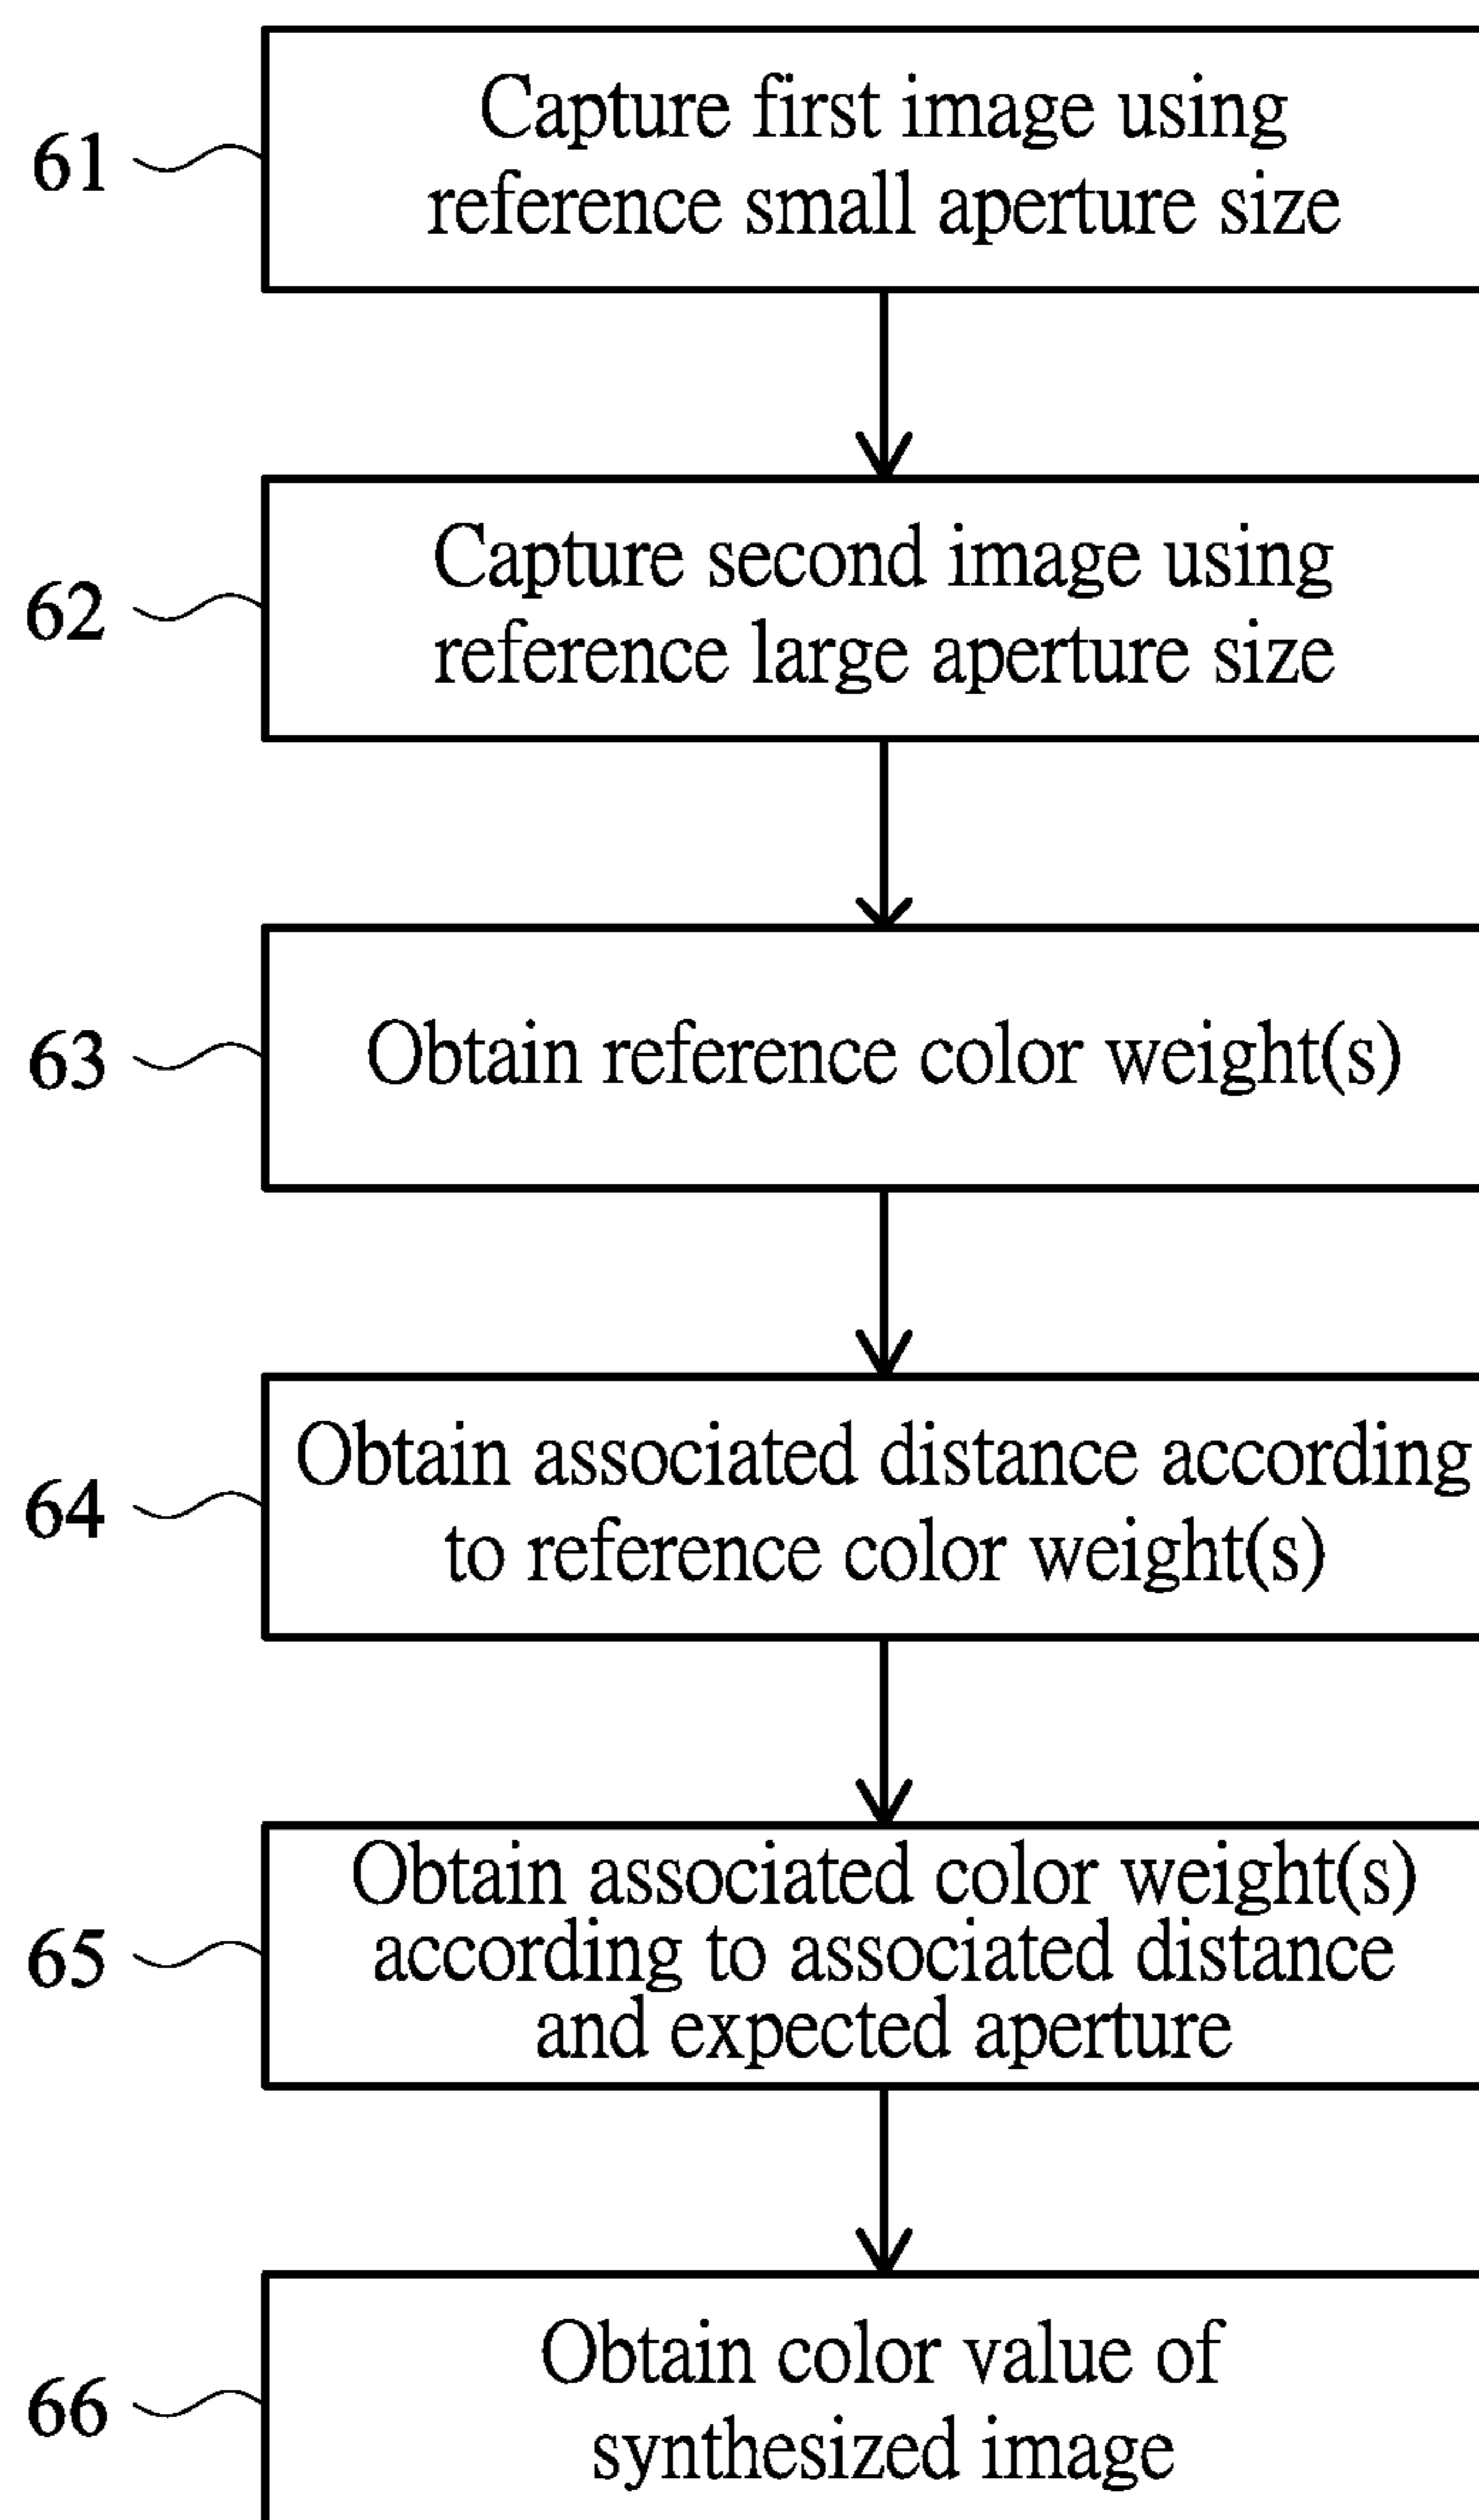 61
Capture first image using
reference small aperture size
62
Capture second image using
reference large aperture size
63
Obtain reference color weight(s)
64
Obtain associated distance according
to reference color weight(s)
65
Obtain associated color weight(s)
according to associated distance
and expected aperture
66
Obtain color value of
synthesized image